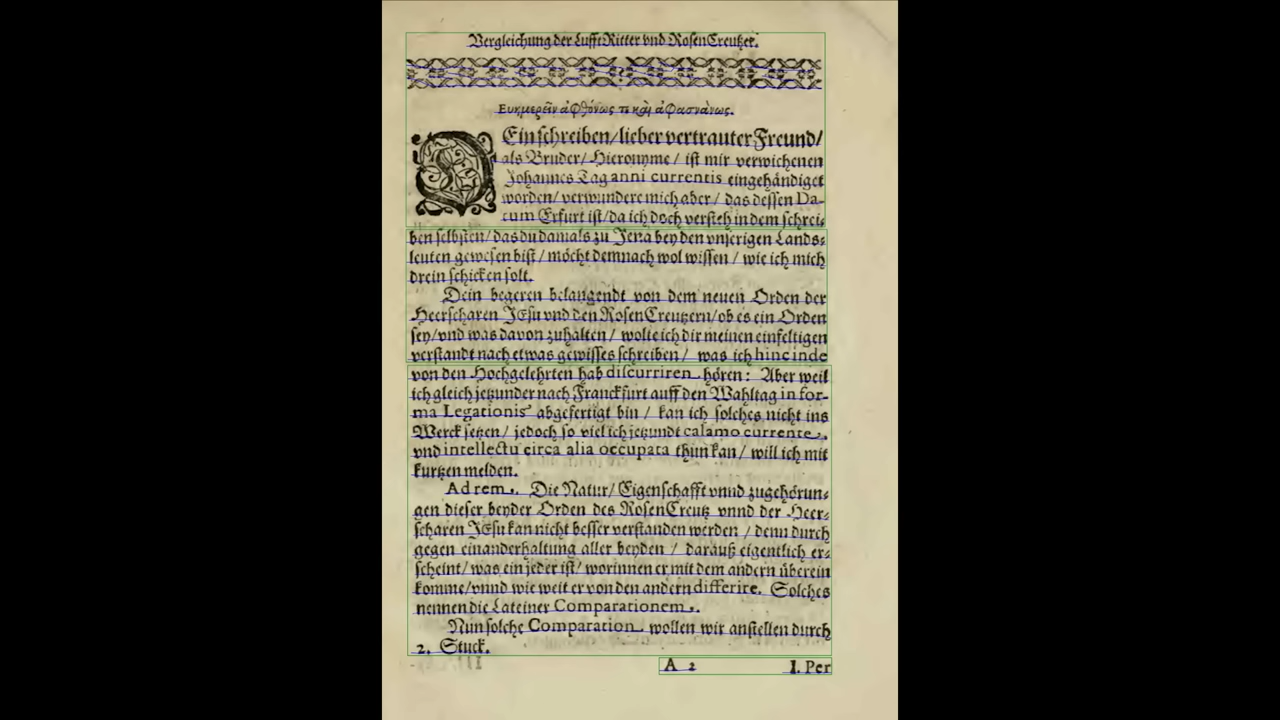 Vergleichung der Lufft Ritter vnd RosenCreutzer.
Ευημερεῖν ἀφθόνως τε καὶ ἀφασνάνως.
DEin schreiben/ lieber vertrauter Freund/
als Bruder/ Hieronyme/ ist mir verwichenen
Johannes Tag anni currentis eingehändiget
worden/ verwundere mich aber/ das dessen Da-
tum Erfurt ist/ da ich doch versteh in dem schrei-
ben selbsten/ das du damals zu Jena bey den vnserigen Lands-
leuten gewesen bist/ möcht demnach wol wissen/ wie ich mich
drein schicken solt.
Dein begeren belangendt von dem neuen Orden der
Heerscharen JEsu vnd den RosenCreutzern/ ob es ein Orden
sey/ vnd was davon zuhalten/ wolte ich dir meinen einfeltigen
verstandt nach etwas gewisses schreiben/ was ich hinc inde
von den Hochgelehrten hab discurriren hören: Aber weil
ich gleich jetzunder nach Franckfurt auff den Wahltag in for-
ma Legationis abgefertigt bin/ kan ich solches nicht ins
Werck setzen/ jedoch so viel ich jetzundt calamo currente,
vnd intellectu circa alia occupata thun kan/ will ich mit
kurtzen melden.
Ad rem. Die Natur/ Eigenschafft vnnd zugehörun-
gen dieser beyder Orden des RosenCreutz vnnd der Heer-
scharen JEsu kan nicht besser verstanden werden/ denn durch
gegen einanderhaltung aller beyden/ darauß eigentlich er-
scheint/ was ein jeder ist/ worinnen er mit dem andern überein
komme/ vnnd wie weit er von den andern differire. Solches
nennen die Lateiner Comparationem.
Nun solche Comparation wollen wir anstellen durch
2. Stuck.
A 2 I. Per